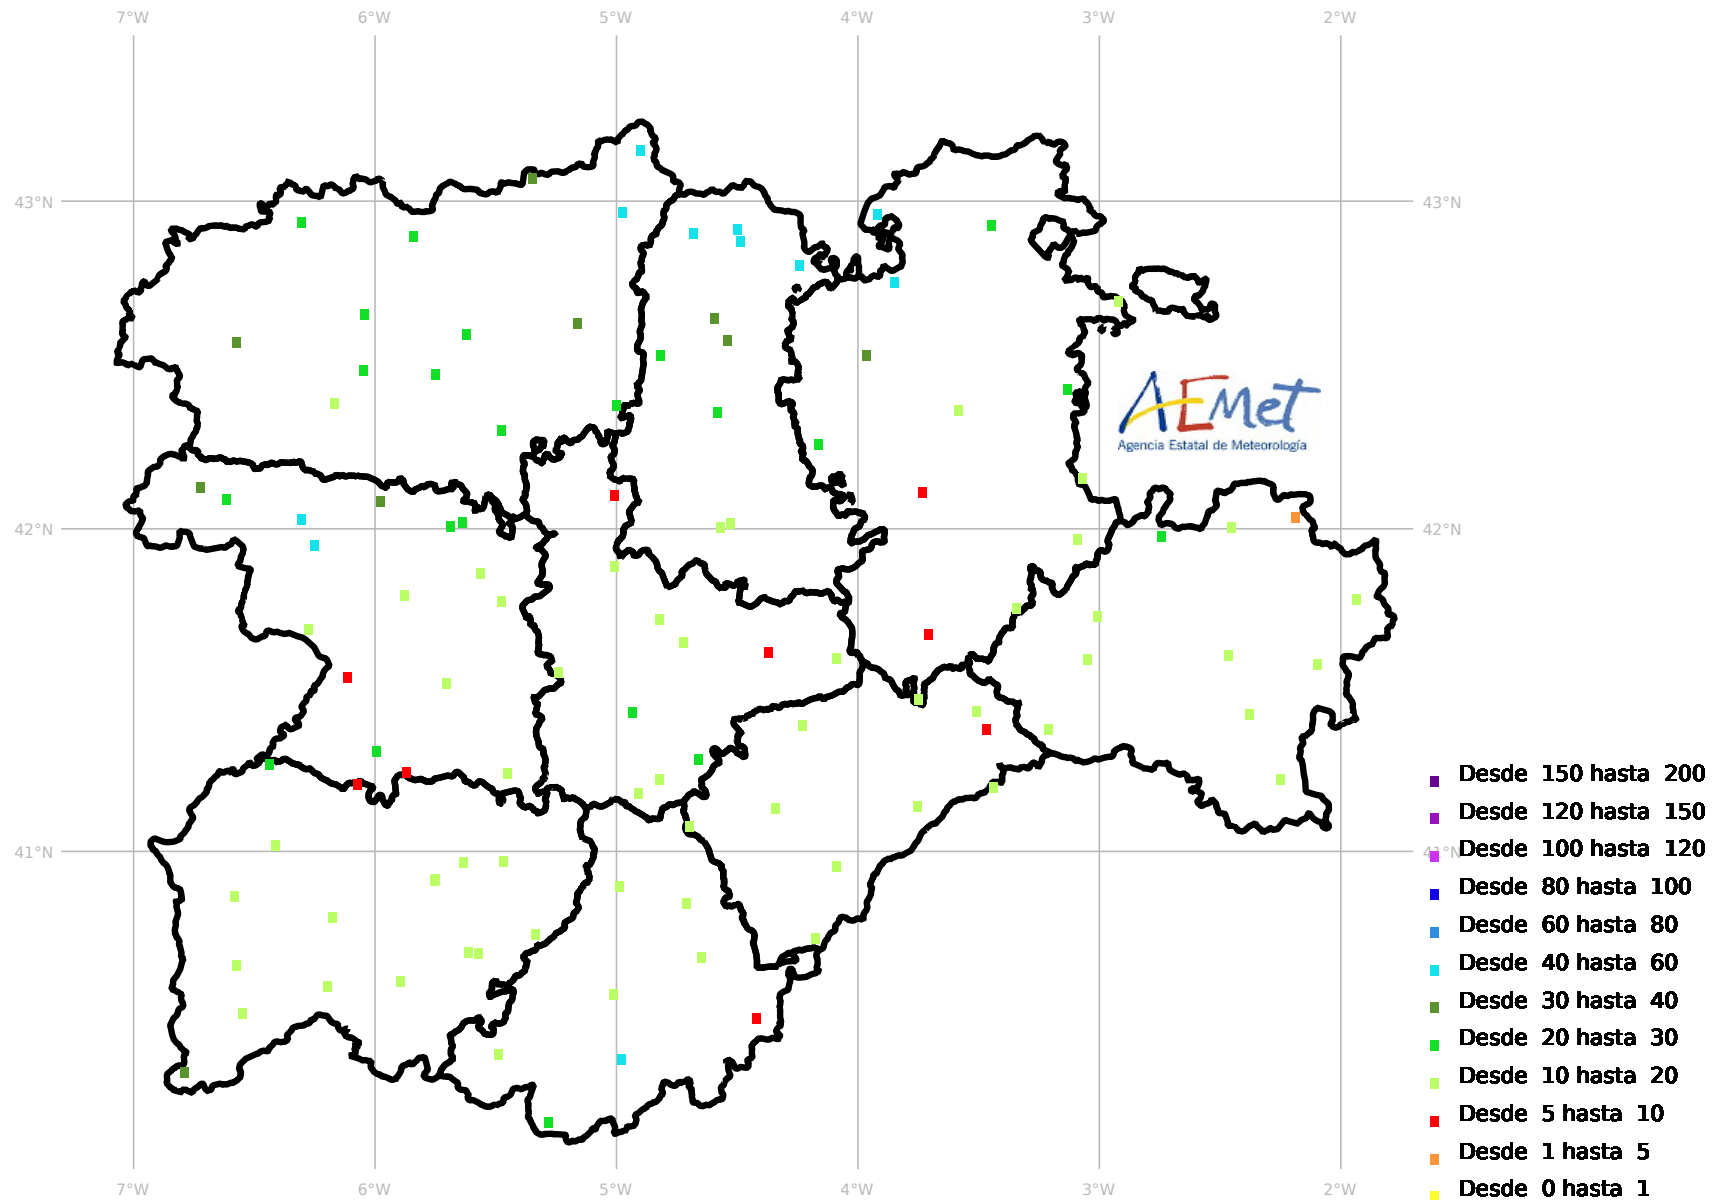 7°W 6°W 5°W 4°W 3°W 2°W
43°N 43°N
AEMet
Agencia Estatal de Meteorología
42°N 42°N
Desde 150 hasta 200
Desde 120 hasta 150
41°N 41°N
Desde 100 hasta 120
Desde 80 hasta 100
Desde 60 hasta 80
Desde 40 hasta 60
Desde 30 hasta 40
Desde 20 hasta 30
Desde 10 hasta 20
Desde 5 hasta 10
Desde 1 hasta 5
Desde 0 hasta 1
7°W 6°W 5°W 4°W 3°W 2°W